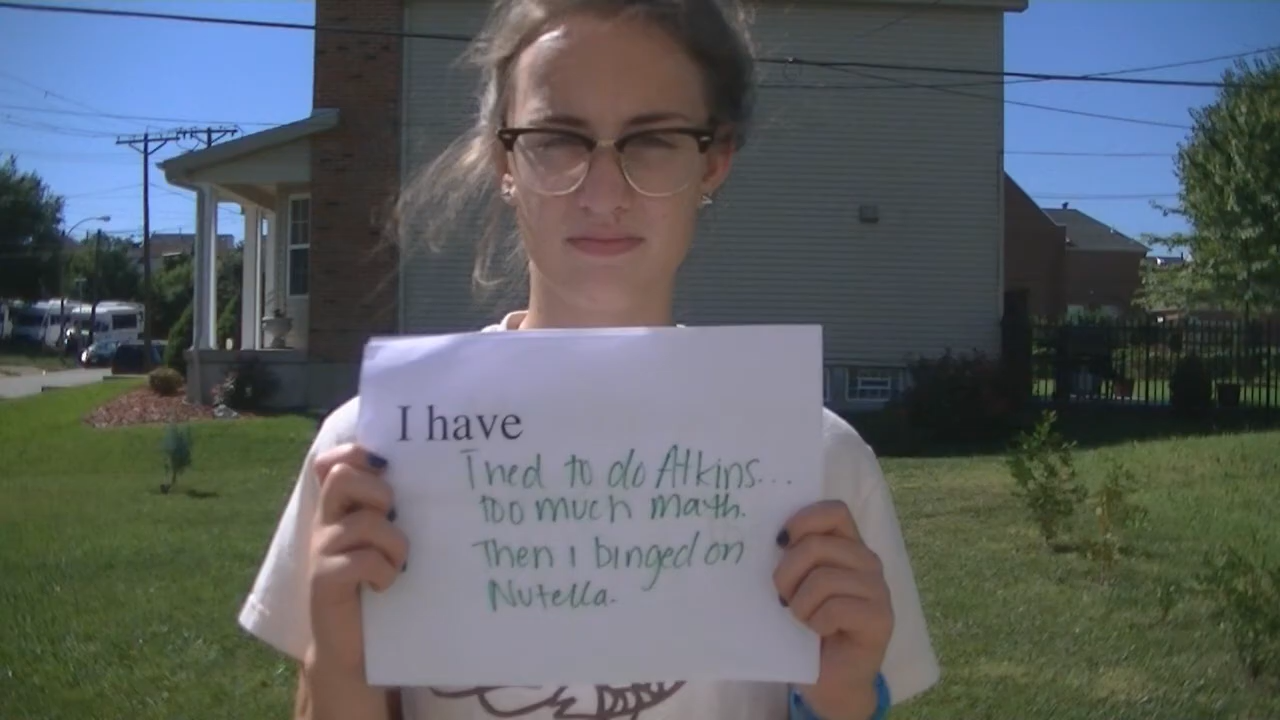 I have
Tried to do Atkins...
too much math.
Then I binged on
Nutella.